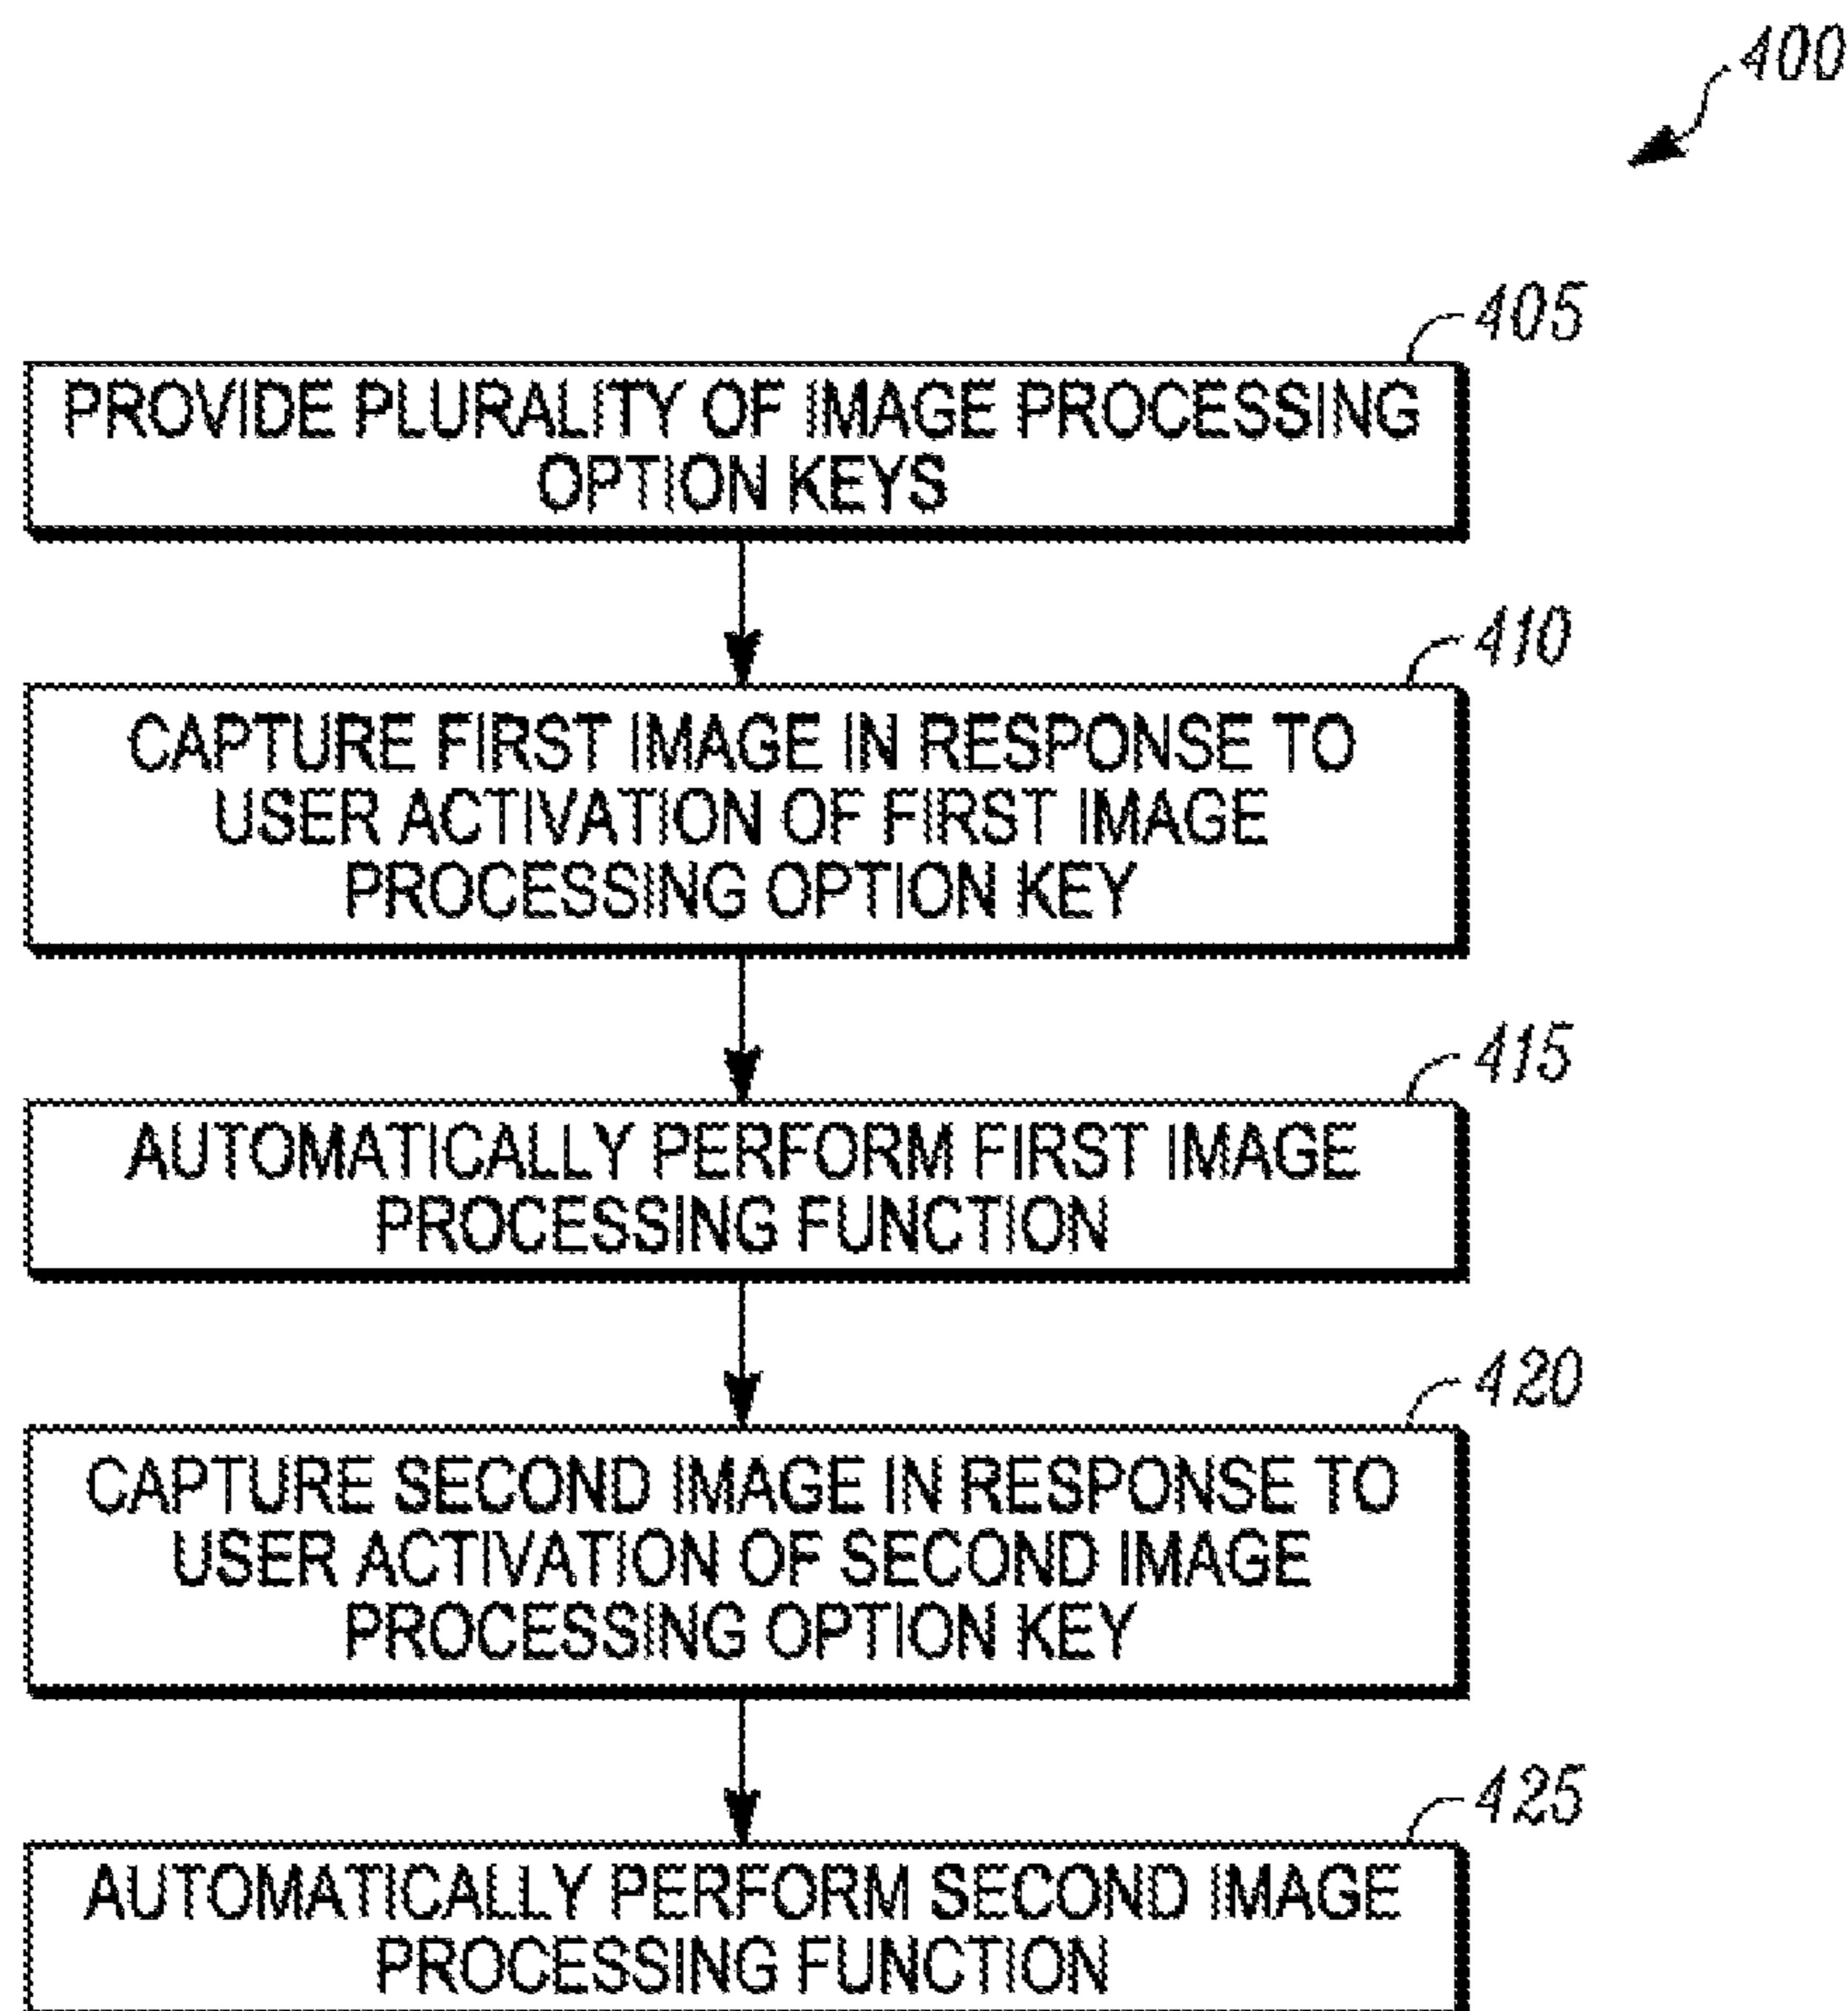 400
405
PROVIDE PLURALITY OF IMAGE PROCESSING
OPTION KEYS
410
CAPTURE FIRST IMAGE IN RESPONSE TO
USER ACTIVATION OF FIRST IMAGE
PROCESSING OPTION KEY
415
AUTOMATICALLY PERFORM FIRST IMAGE
PROCESSING FUNCTION
420
CAPTURE SECOND IMAGE IN RESPONSE TO
USER ACTIVATION OF SECOND IMAGE
PROCESSING OPTION KEY
425
AUTOMATICALLY PERFORM SECOND IMAGE
PROCESSING FUNCTION